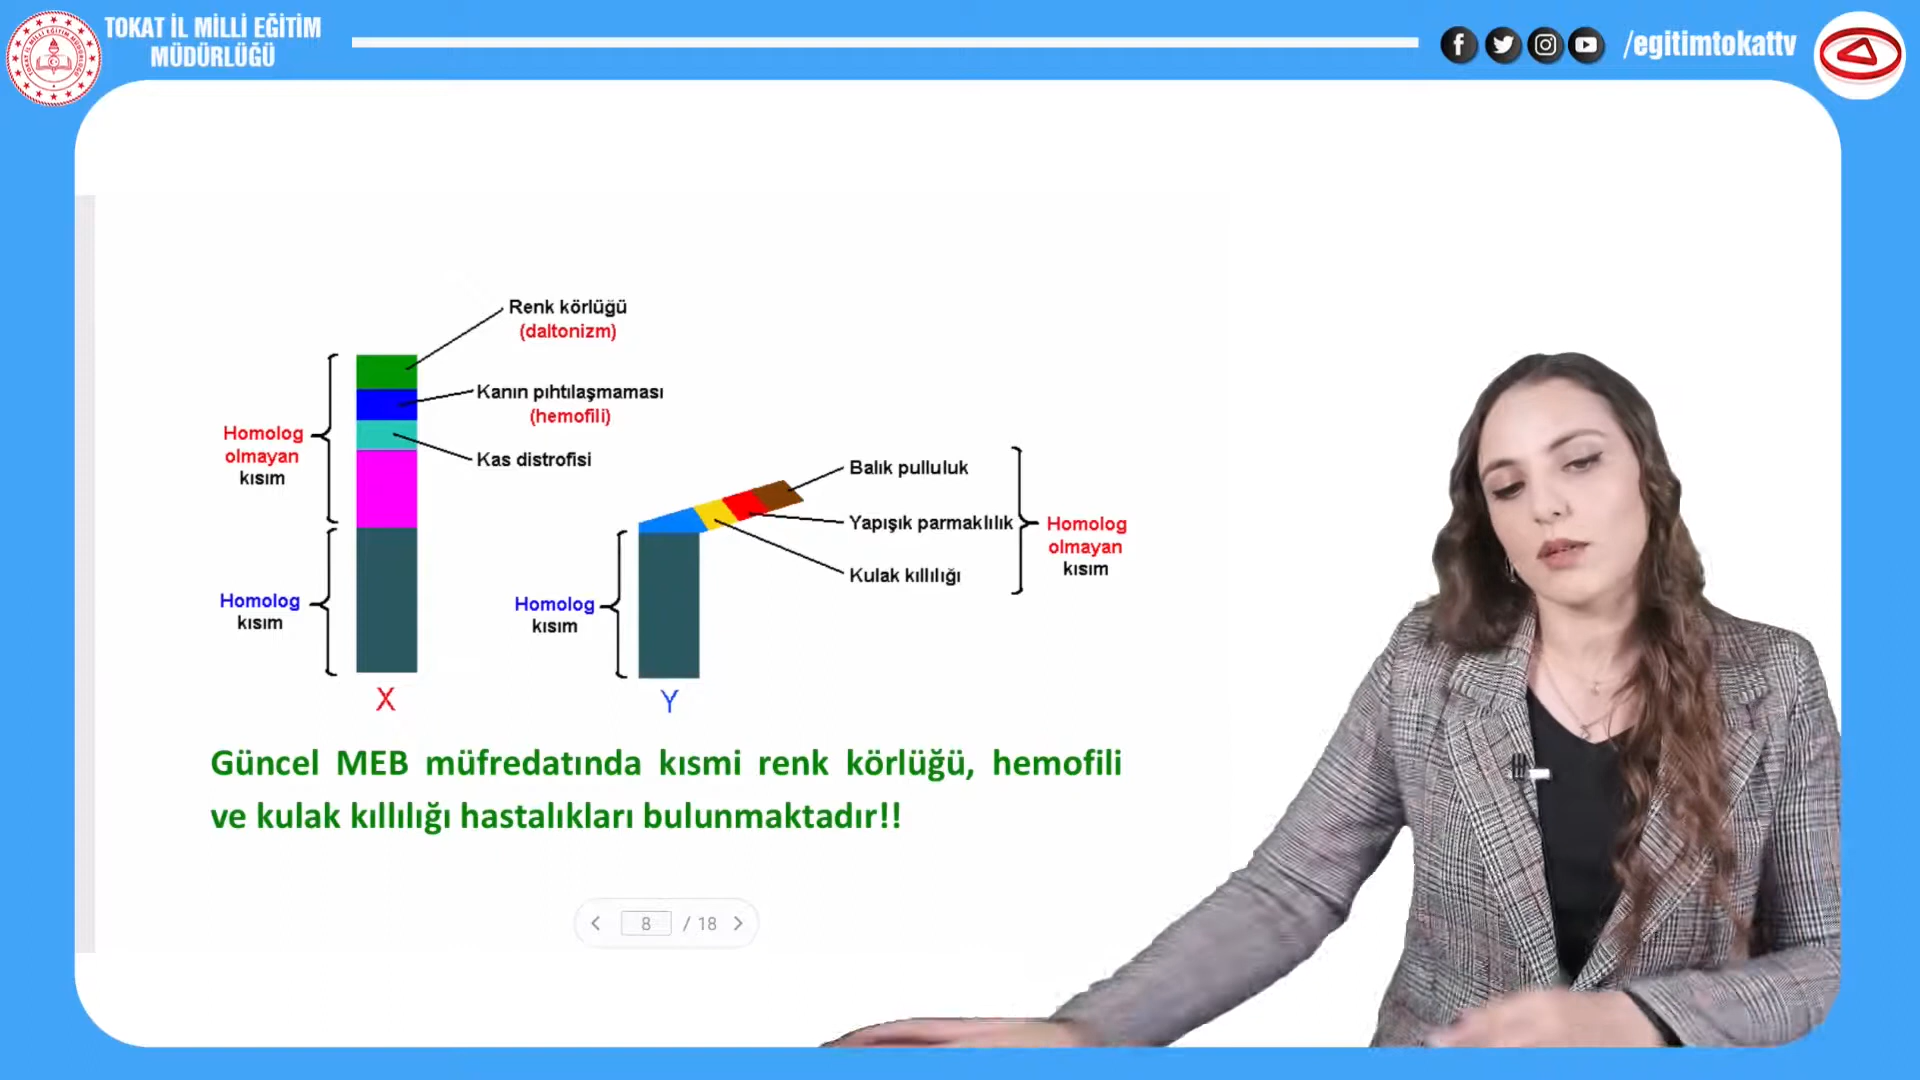 TOKAT İL MİLLİ EĞİTİM
MÜDÜRLÜĞÜ
/egitimtokattv
Renk körlüğü
(daltonizm)
Kanın pıhtılaşmaması
(hemofili)
Kas distrofisi
Homolog
olmayan
kısım
Homolog
kısım
X
Balık pulluluk
Yapışık parmaklılık
Kulak kıllılığı
Homolog
olmayan
kısım
Homolog
kısım
Y
Güncel MEB müfredatında kısmi renk körlüğü, hemofili
ve kulak kıllılığı hastalıkları bulunmaktadır!!
8 / 18